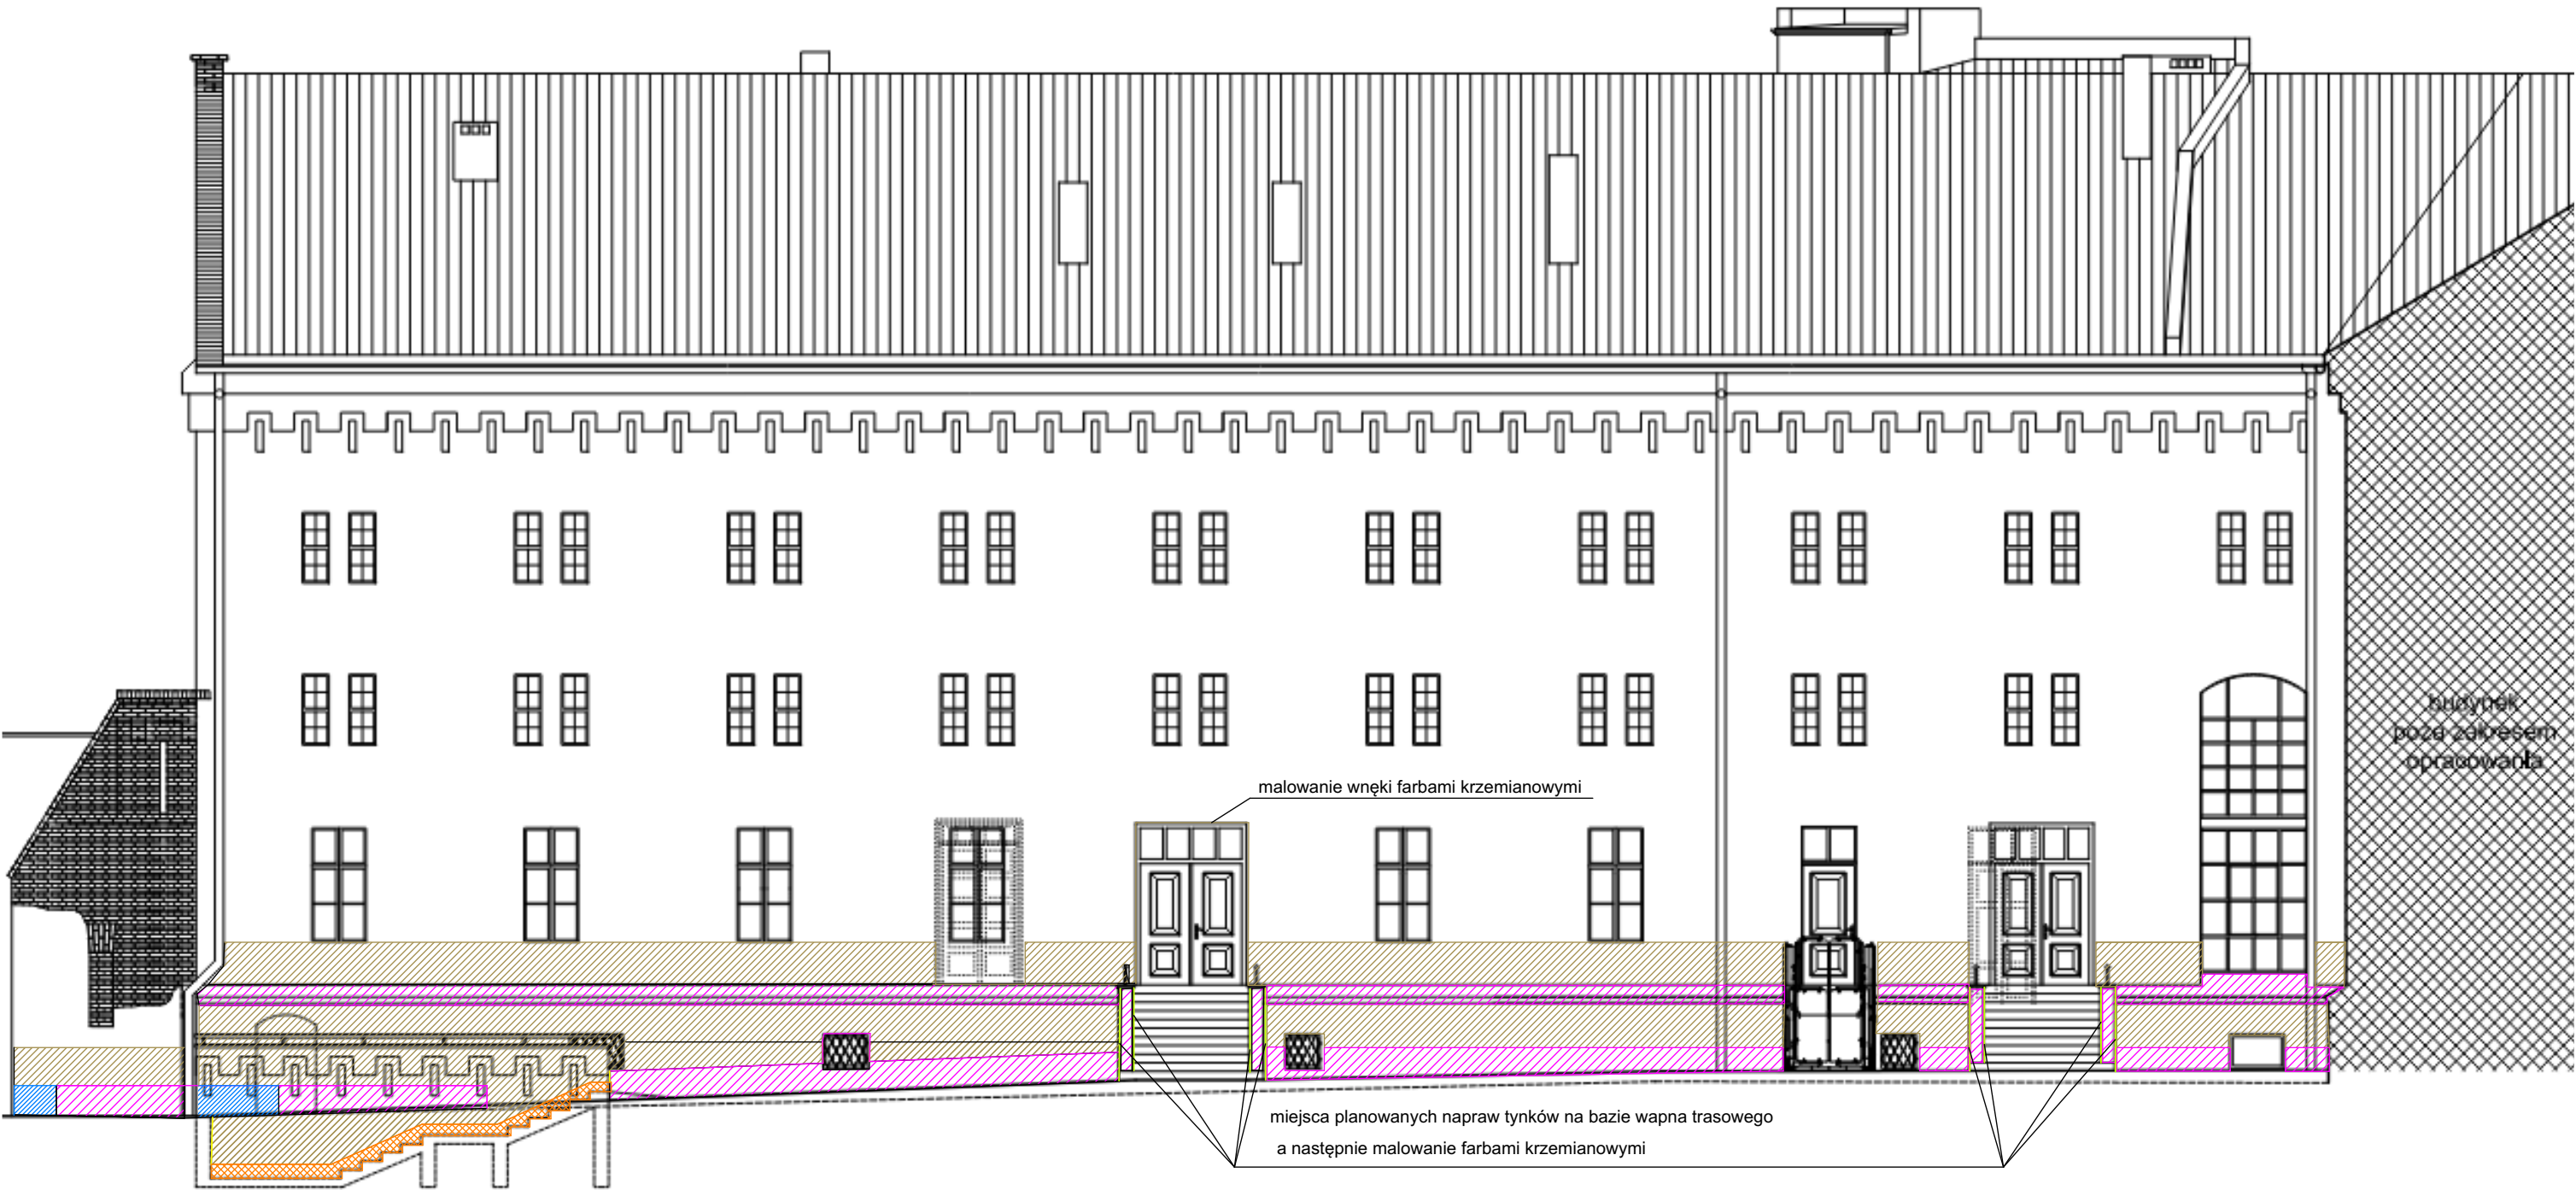 budynek
poza zakresem
opracowania
malowanie wnęki farbami krzemianowymi
miejsca planowanych napraw tynków na bazie wapna trasowego
a następnie malowanie farbami krzemianowymi